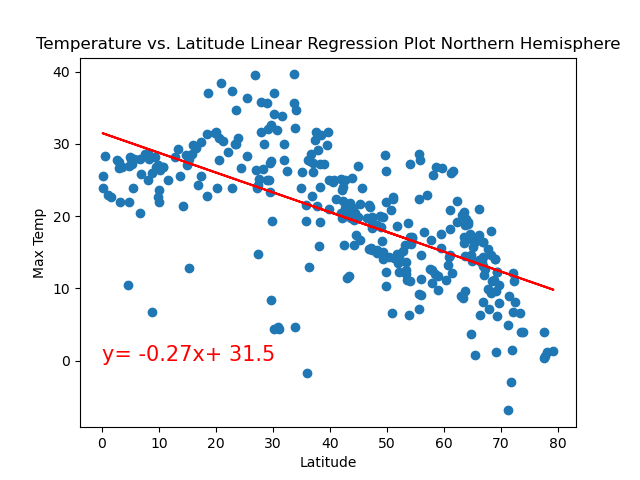 Temperature vs. Latitude Linear Regression Plot Northern Hemisphere
40
30
20
10
0
Max Temp
y= -0.27x+ 31.5
0 10 20 30 40 50 60 70 80
Latitude